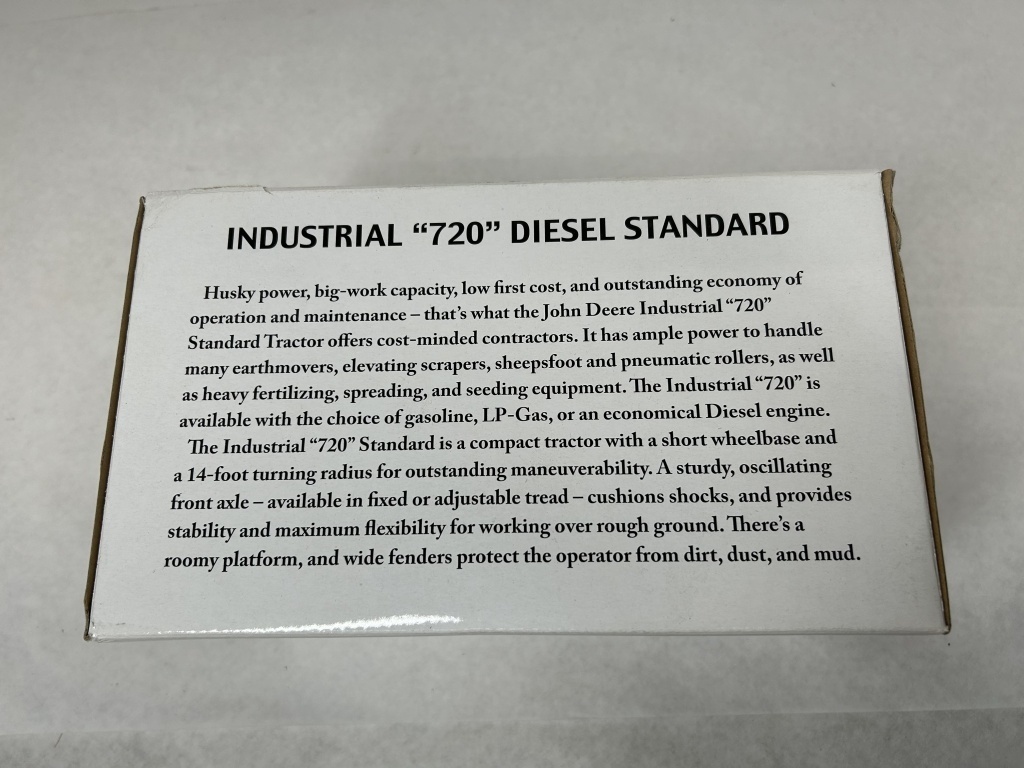 INDUSTRIAL “720” DIESEL STANDARD
Husky power, big-work capacity, low first cost, and outstanding economy of
operation and maintenance – that’s what the John Deere Industrial “720”
Standard Tractor offers cost-minded contractors. It has ample power to handle
many earthmovers, elevating scrapers, sheepsfoot and pneumatic rollers, as well
as heavy fertilizing, spreading, and seeding equipment. The Industrial “720” is
available with the choice of gasoline, LP-Gas, or an economical Diesel engine.
The Industrial “720” Standard is a compact tractor with a short wheelbase and
a 14-foot turning radius for outstanding maneuverability. A sturdy, oscillating
front axle – available in fixed or adjustable tread – cushions shocks, and provides
stability and maximum flexibility for working over rough ground. There’s a
roomy platform, and wide fenders protect the operator from dirt, dust, and mud.